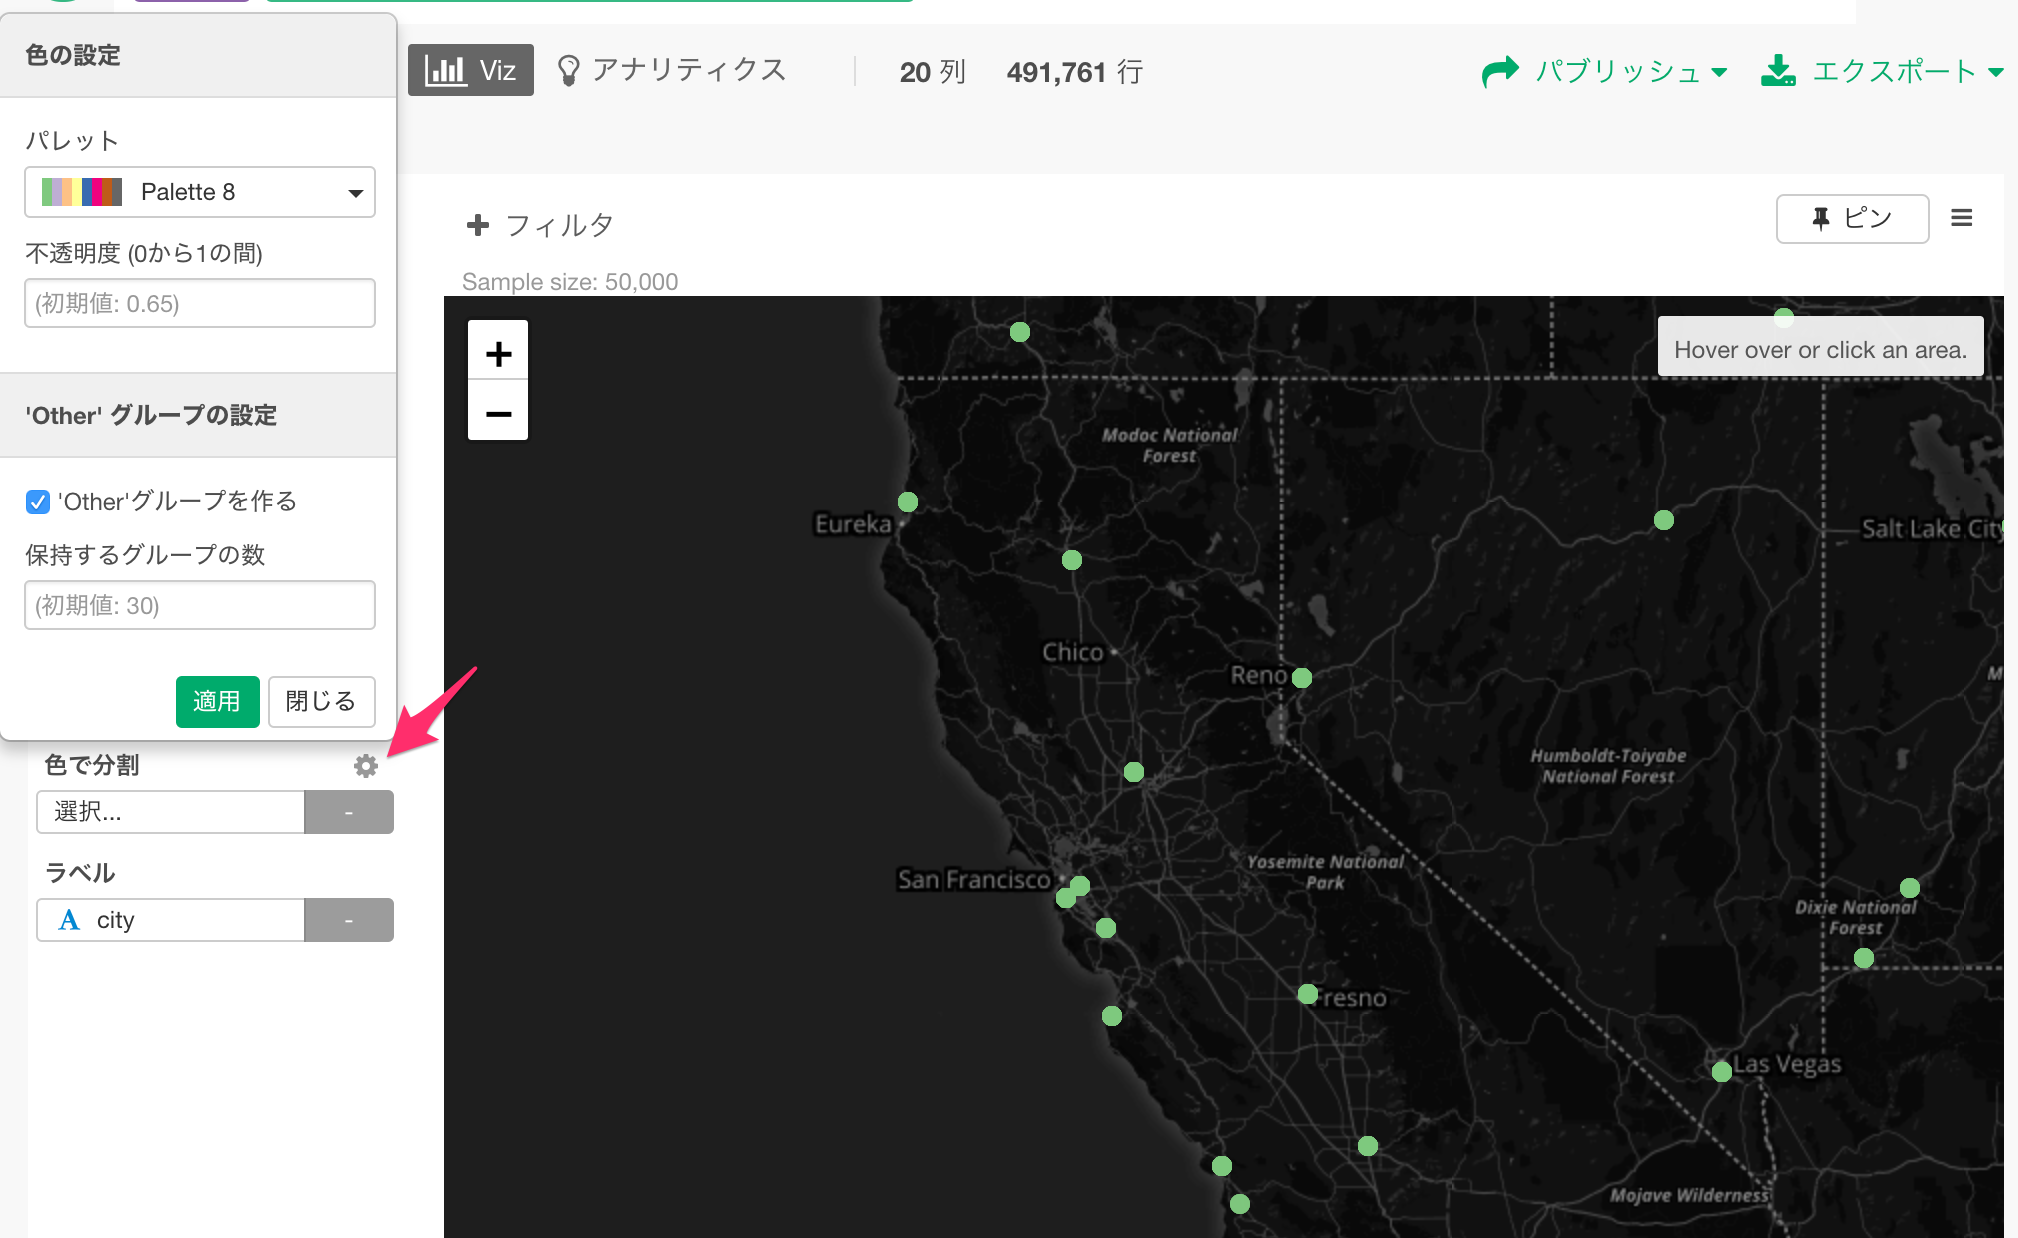 色の設定
パレット
Palette 8
不透明度 (0から1の間)
(初期値: 0.65)
'Other' グループの設定
'Other'グループを作る
保持するグループの数
(初期値: 30)
適用 閉じる
色で分割
選択... -
ラベル
A city -
Viz アナリティクス 20 列 491,761 行 パブリッシュ エクスポート
フィルタ ピン
Sample size: 50,000
+
−
Hover over or click an area.
Modoc National
Forest
Eureka
Salt Lake City
Chico
Reno
Humboldt-Toiyabe
National Forest
San Francisco
Yosemite National
Park
Dixie National
Forest
Fresno
Las Vegas
Mojave Wilderness